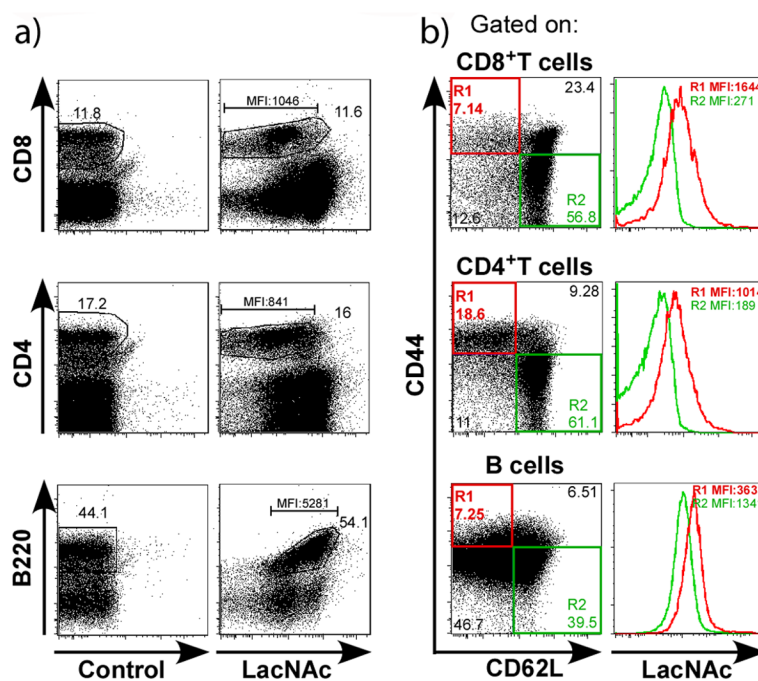 a)
CD8
11.8
MFI:1046
11.6
CD4
17.2
MFI:841
16
B220
44.1
MFI:5281
54.1
Control
LacNAc
b)
Gated on:
CD8+T cells
R1
7.14
23.4
12.6
R2
56.8
R1 MFI:1644
R2 MFI:271
CD44
CD4+T cells
R1
18.6
9.28
11
R2
61.1
R1 MFI:1014
R2 MFI:189
B cells
R1
7.25
6.51
46.7
R2
39.5
R1 MFI:363
R2 MFI:134
CD62L
LacNAc